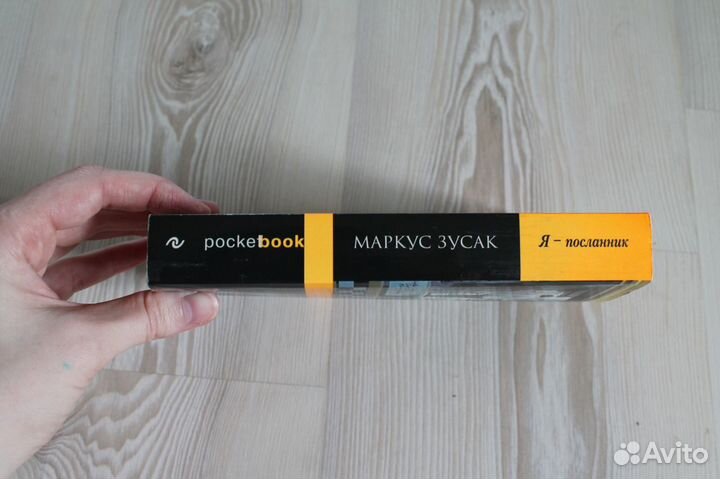 pocketbook
МАРКУС ЗУСАК
Я – посланник
Avito